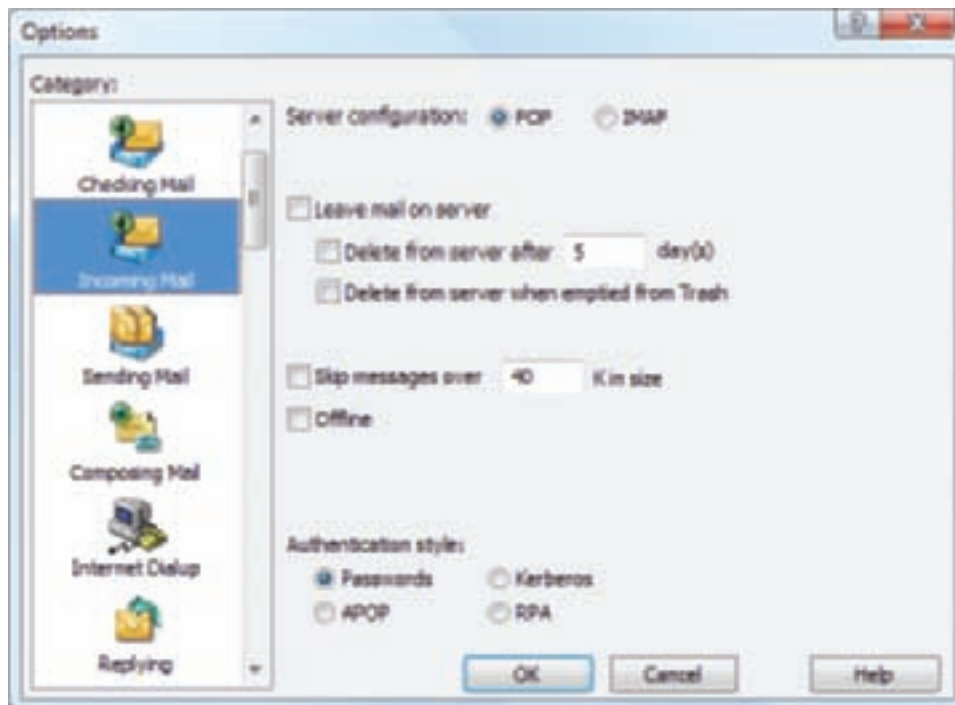 Options
Category:
Checking Mail
Incoming Mail
Sending Mail
Composing Mail
Internet Dialup
Replying
Server configuration: POP IMAP
Leave mail on server
Delete from server after 5 day(s)
Delete from server when emptied from Trash
Skip messages over 40 K in size
Offline
Authentication style:
Passwords Kerberos
APOP RPA
OK Cancel Help